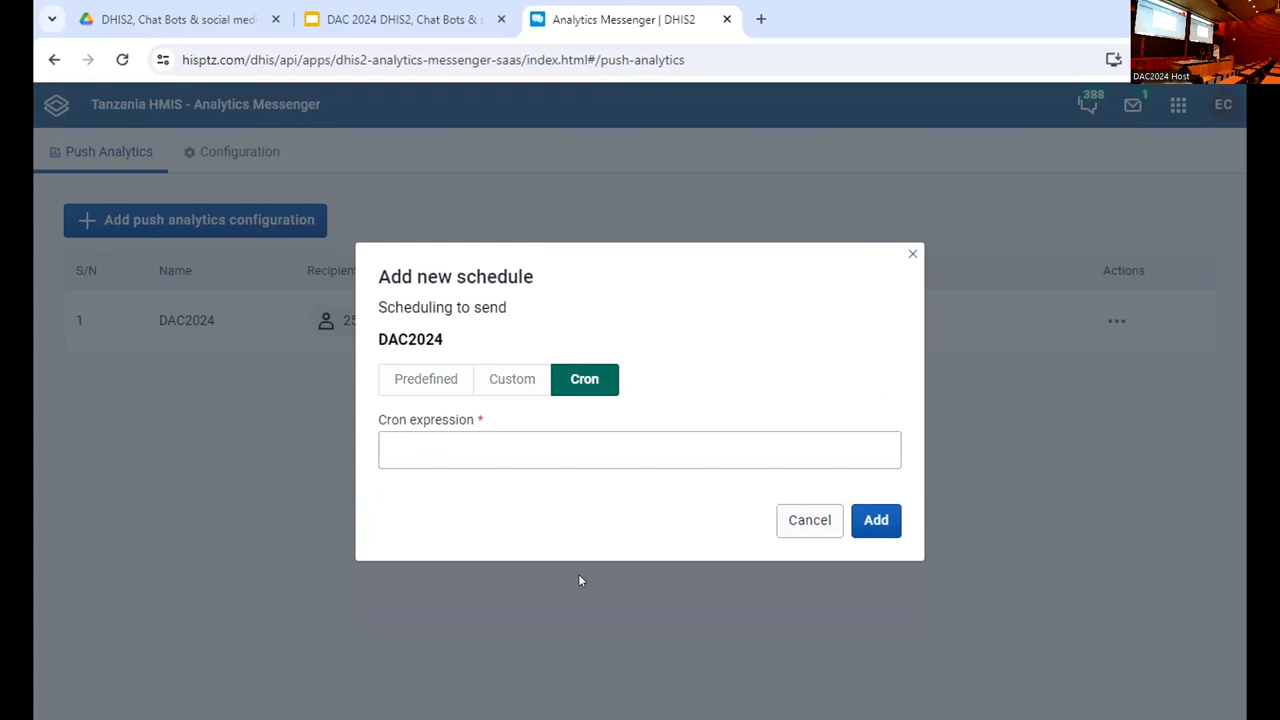 DHIS2, Chat Bots & social medi
DAC 2024 DHIS2, Chat Bots & s
Analytics Messenger | DHIS2
hisptz.com/dhis/api/apps/dhis2-analytics-messenger-saas/index.html#/push-analytics
DAC2024 Host
Tanzania HMIS - Analytics Messenger
388
1
EC
Push Analytics
Configuration
Add push analytics configuration
S/N
Name
Recipien
Actions
1
DAC2024
25
Add new schedule
Scheduling to send
DAC2024
Predefined
Custom
Cron
Cron expression *
Cancel
Add